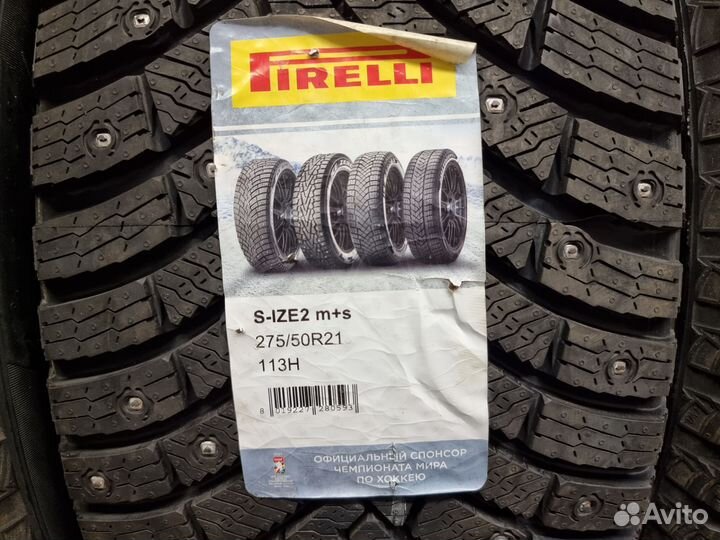 PIRELLI
S-IZE2 m+s
275/50R21
113H
8 019227 280593
ОФИЦИАЛЬНЫЙ СПОНСОР
ЧЕМПИОНАТА МИРА
ПО ХОККЕЮ
Avito